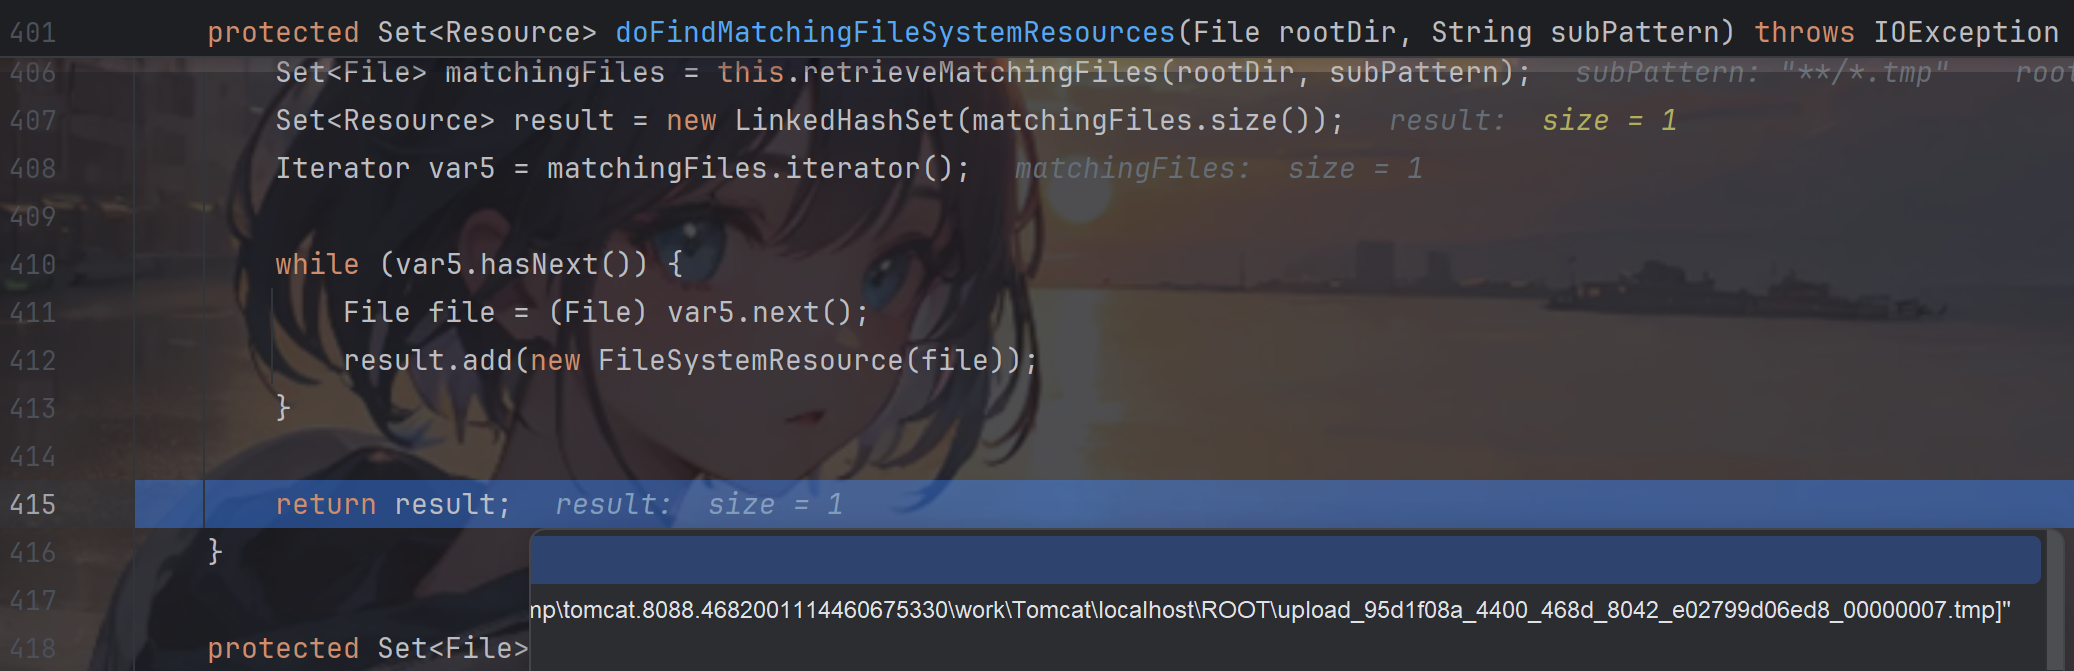 401 protected Set<Resource> doFindMatchingFileSystemResources(File rootDir, String subPattern) throws IOException
406 Set<File> matchingFiles = this.retrieveMatchingFiles(rootDir, subPattern); subPattern: "**/*.tmp" root
407 Set<Resource> result = new LinkedHashSet(matchingFiles.size()); result: size = 1
408 Iterator var5 = matchingFiles.iterator(); matchingFiles: size = 1
409
410 while (var5.hasNext()) {
411 File file = (File) var5.next();
412 result.add(new FileSystemResource(file));
413 }
414
415 return result; result: size = 1
416 }
417 mp\tomcat.8088.4682001114460675330\work\Tomcat\localhost\ROOT\upload_95d1f08a_4400_468d_8042_e02799d06ed8_00000007.tmp]"
418 protected Set<File>